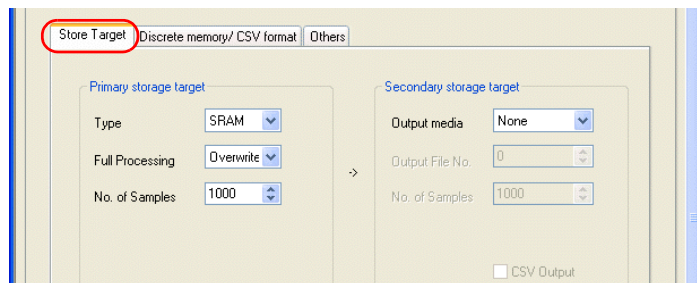 Store Target Discrete memory/ CSV format Others
Primary storage target
Type SRAM
Full Processing Overwrite
No. of Samples 1000
->
Secondary storage target
Output media None
Output File No. 0
No. of Samples 1000
CSV Output